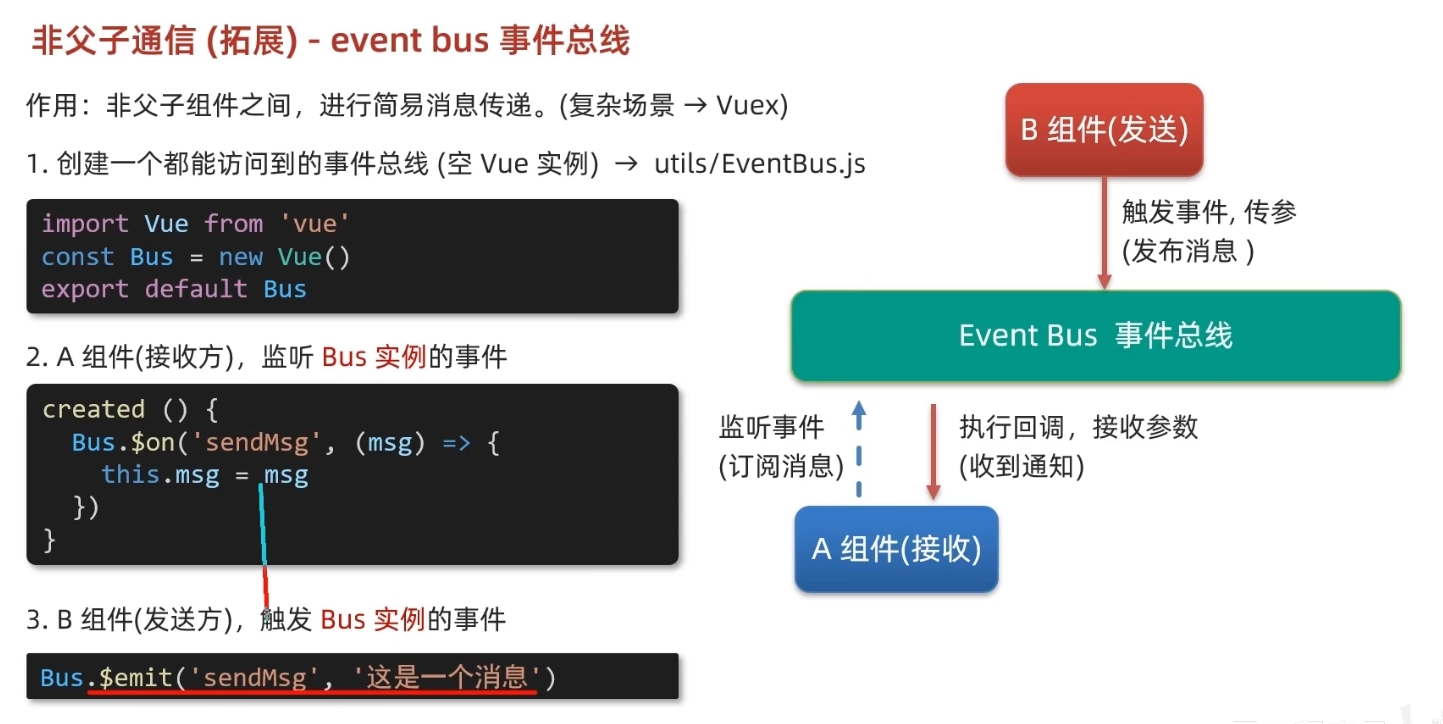 非父子通信 (拓展) - event bus 事件总线
作用：非父子组件之间，进行简易消息传递。(复杂场景 → Vuex)
1. 创建一个都能访问到的事件总线 (空 Vue 实例) → utils/EventBus.js
import Vue from 'vue'
const Bus = new Vue()
export default Bus
2. A 组件(接收方)，监听 Bus 实例的事件
created () {
Bus.$on('sendMsg', (msg) => {
this.msg = msg
})
}
3. B 组件(发送方)，触发 Bus 实例的事件
Bus.$emit('sendMsg', '这是一个消息')
B 组件(发送)
触发事件, 传参
(发布消息 )
Event Bus 事件总线
监听事件
(订阅消息)
执行回调，接收参数
(收到通知)
A 组件(接收)